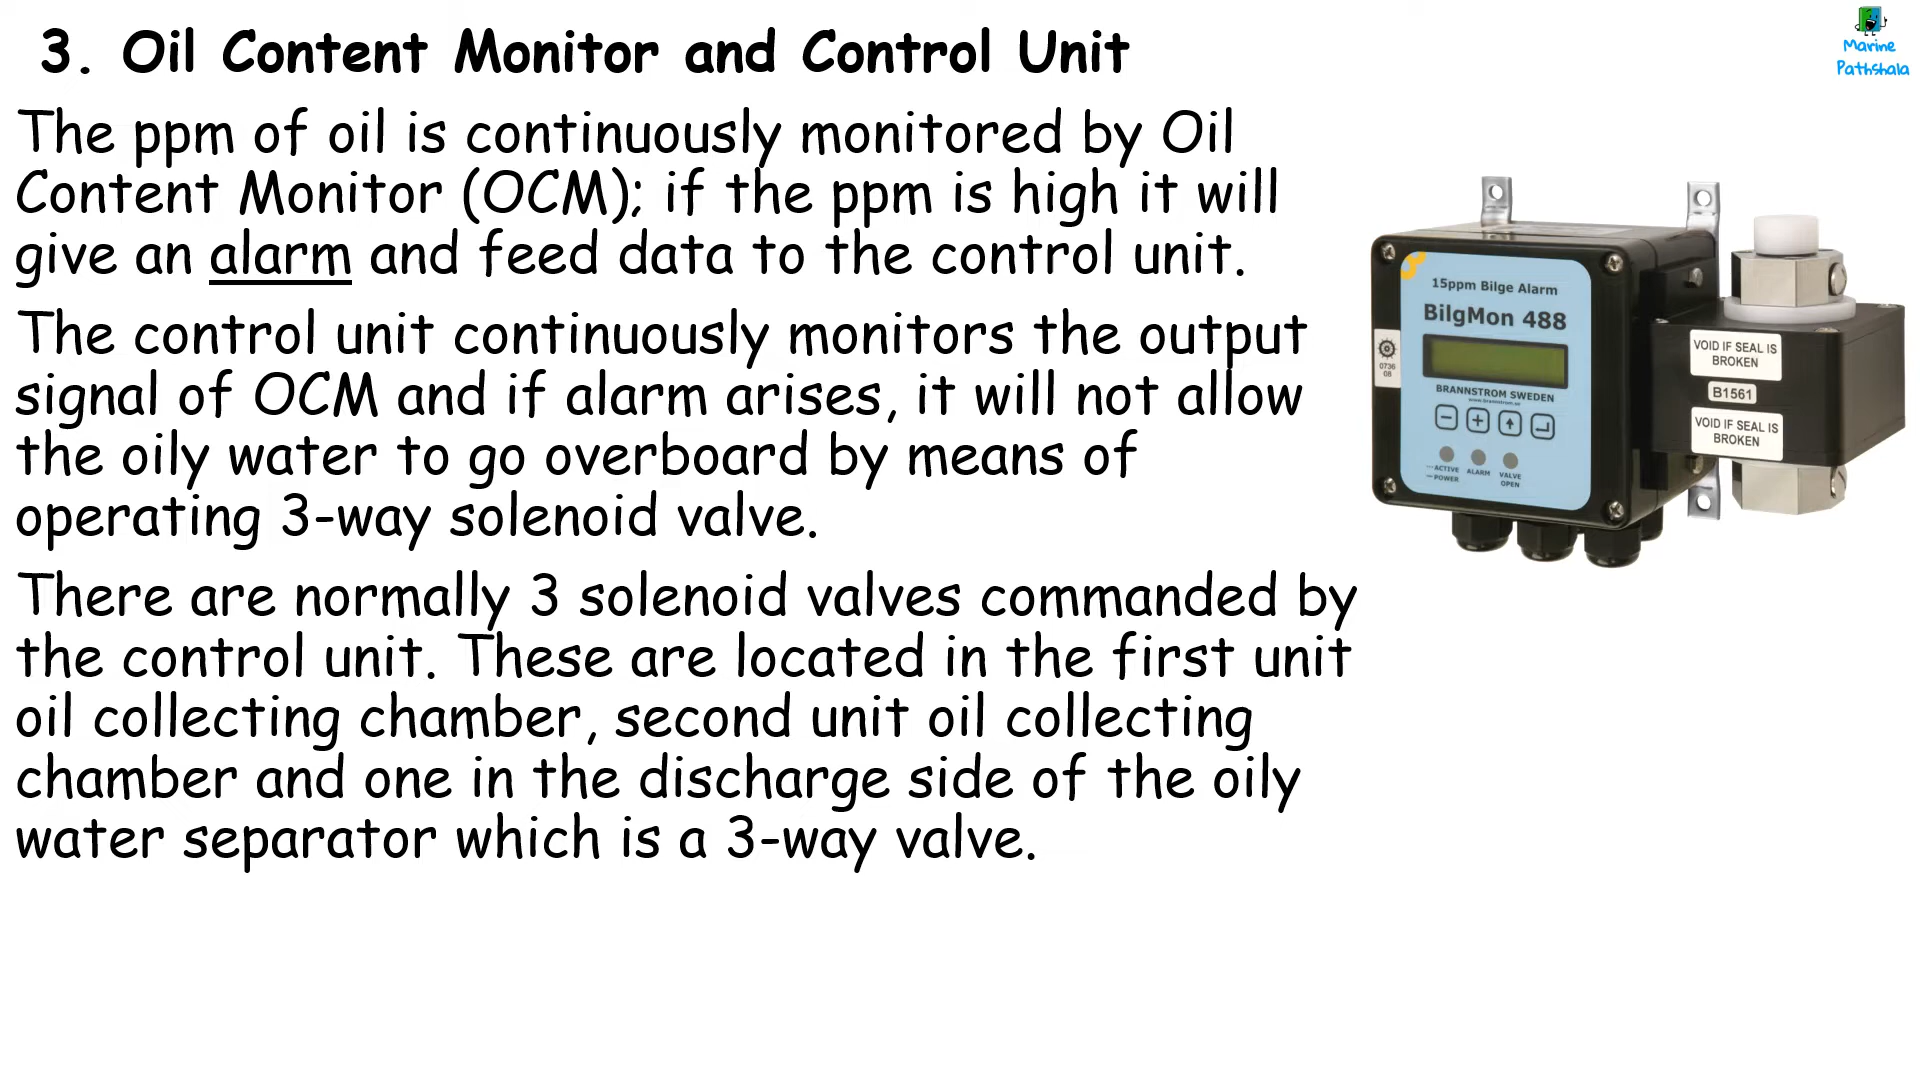 3. Oil Content Monitor and Control Unit
Marine
Pathshala
The ppm of oil is continuously monitored by Oil
Content Monitor (OCM); if the ppm is high it will
give an alarm and feed data to the control unit.
The control unit continuously monitors the output
signal of OCM and if alarm arises, it will not allow
the oily water to go overboard by means of
operating 3-way solenoid valve.
There are normally 3 solenoid valves commanded by
the control unit. These are located in the first unit
oil collecting chamber, second unit oil collecting
chamber and one in the discharge side of the oily
water separator which is a 3-way valve.
15ppm Bilge Alarm
BilgMon 488
BRANNSTROM SWEDEN
www.brannstrom.se
ACTIVE
POWER
ALARM
VALVE
OPEN
0736
08
VOID IF SEAL IS
BROKEN
B1561
VOID IF SEAL IS
BROKEN